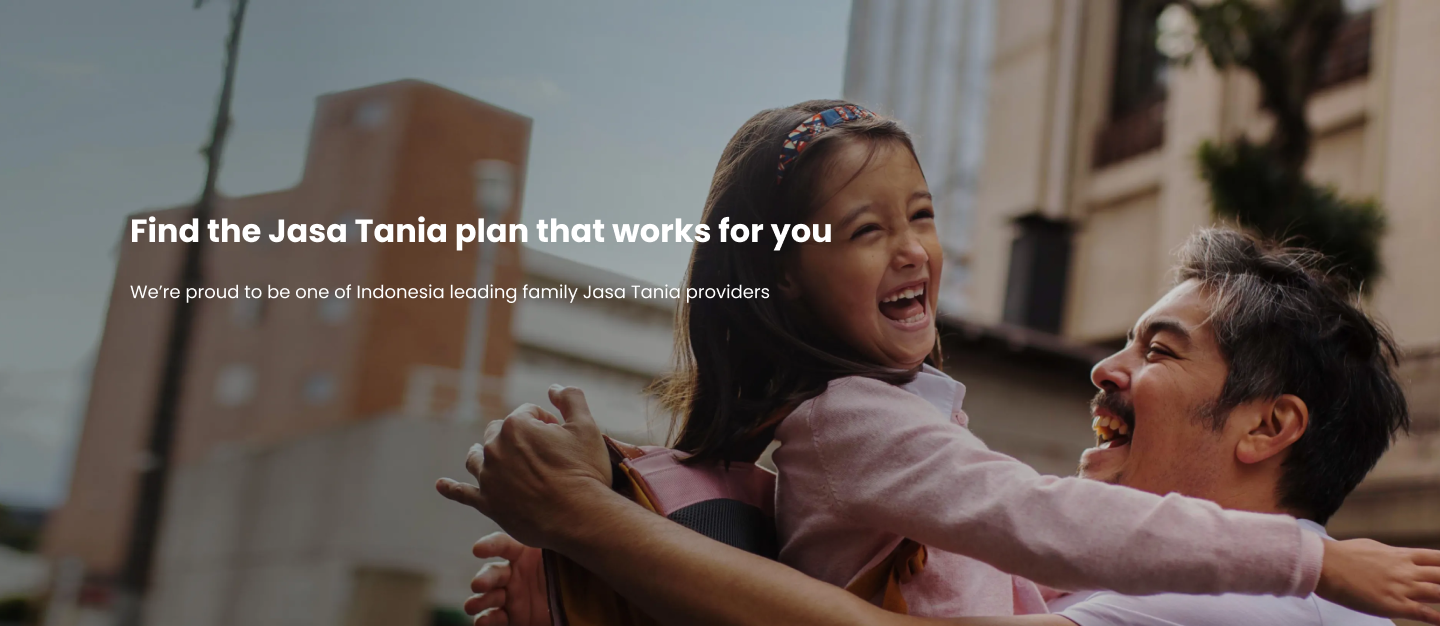 Find the Jasa Tania plan that works for you
We’re proud to be one of Indonesia leading family Jasa Tania providers